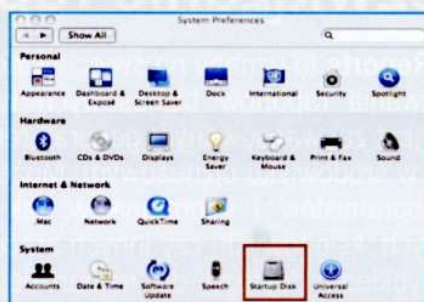 System Preferences
Show All
Personal
Appearance Dashboard & Exposé Desktop & Screen Saver Dock International Security Spotlight
Hardware
Bluetooth CDs & DVDs Displays Energy Saver Keyboard & Mouse Print & Fax Sound
Internet & Network
.Mac Network QuickTime Sharing
System
Accounts Date & Time Software Update Speech Startup Disk Universal Access